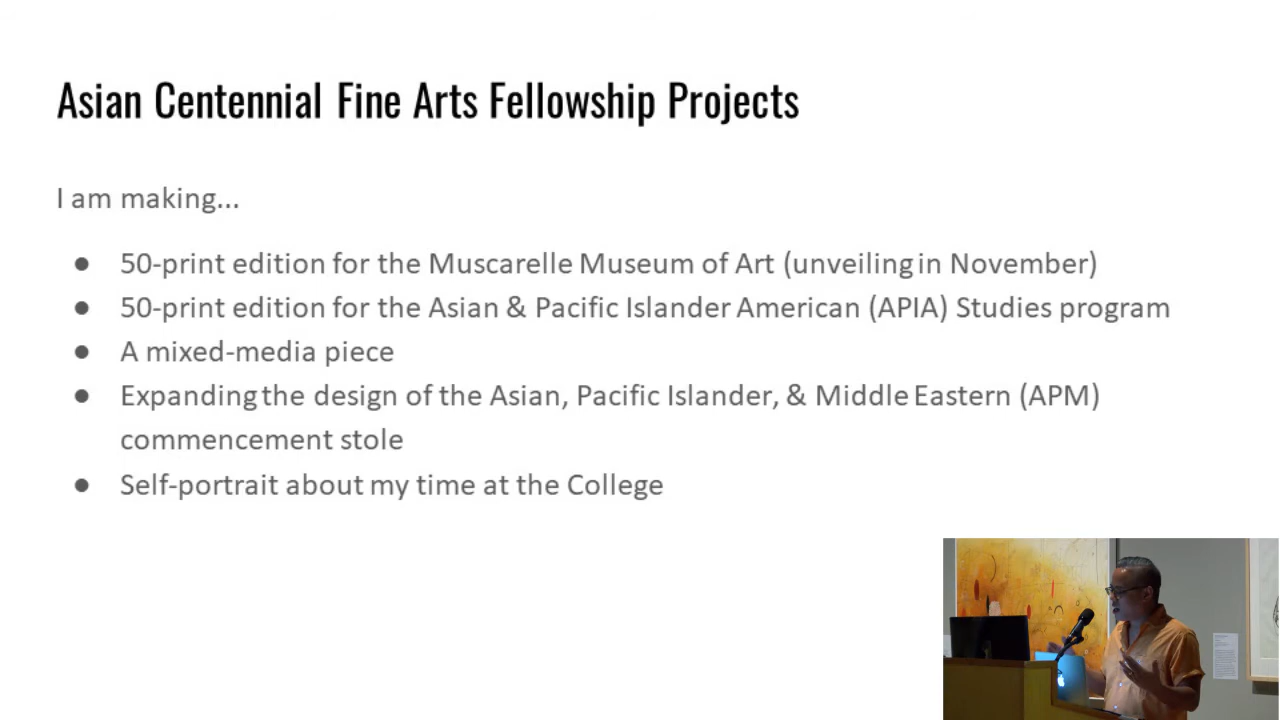 Asian Centennial Fine Arts Fellowship Projects
I am making...
● 50-print edition for the Muscarelle Museum of Art (unveiling in November)
● 50-print edition for the Asian & Pacific Islander American (APIA) Studies program
● A mixed-media piece
● Expanding the design of the Asian, Pacific Islander, & Middle Eastern (APM)
commencement stole
● Self-portrait about my time at the College